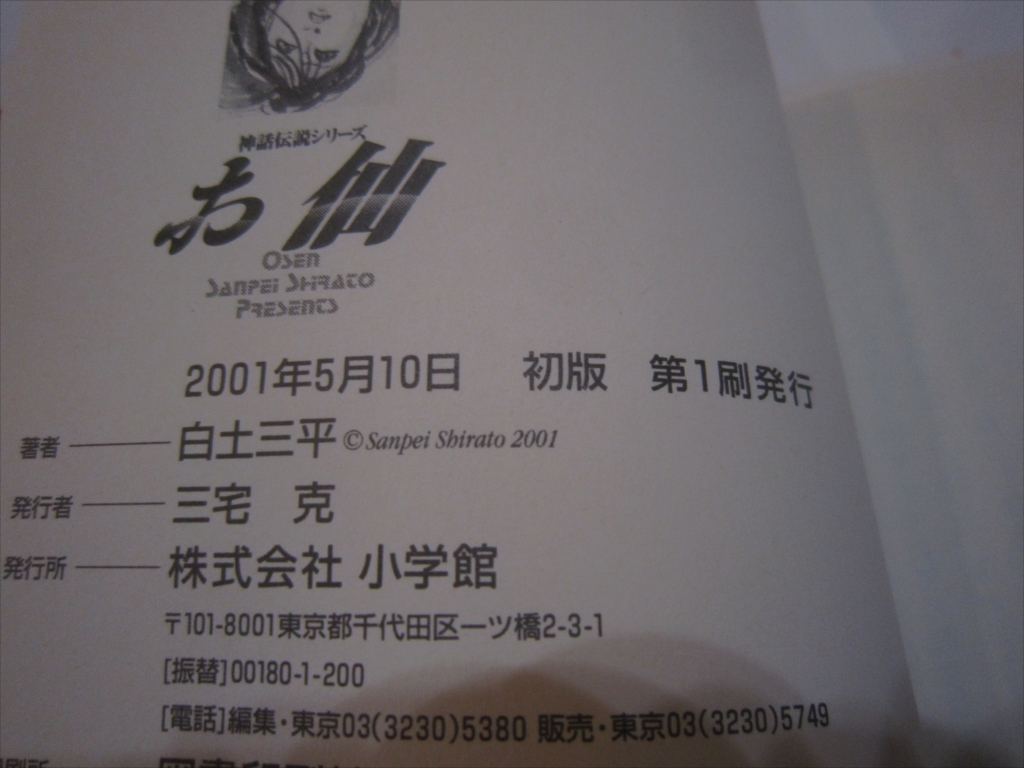 神話伝説シリーズ
お仙
OSEN
SANPEI SHIRATO
PRESENTS
2001年5月10日 初版 第1刷発行
著者 白土三平 ©Sanpei Shirato 2001
発行者 三宅 克
発行所 株式会社 小学館
〒101-8001東京都千代田区一ツ橋2-3-1
[振替]00180-1-200
[電話]編集・東京03(3230)5380 販売・東京03(3230)5749